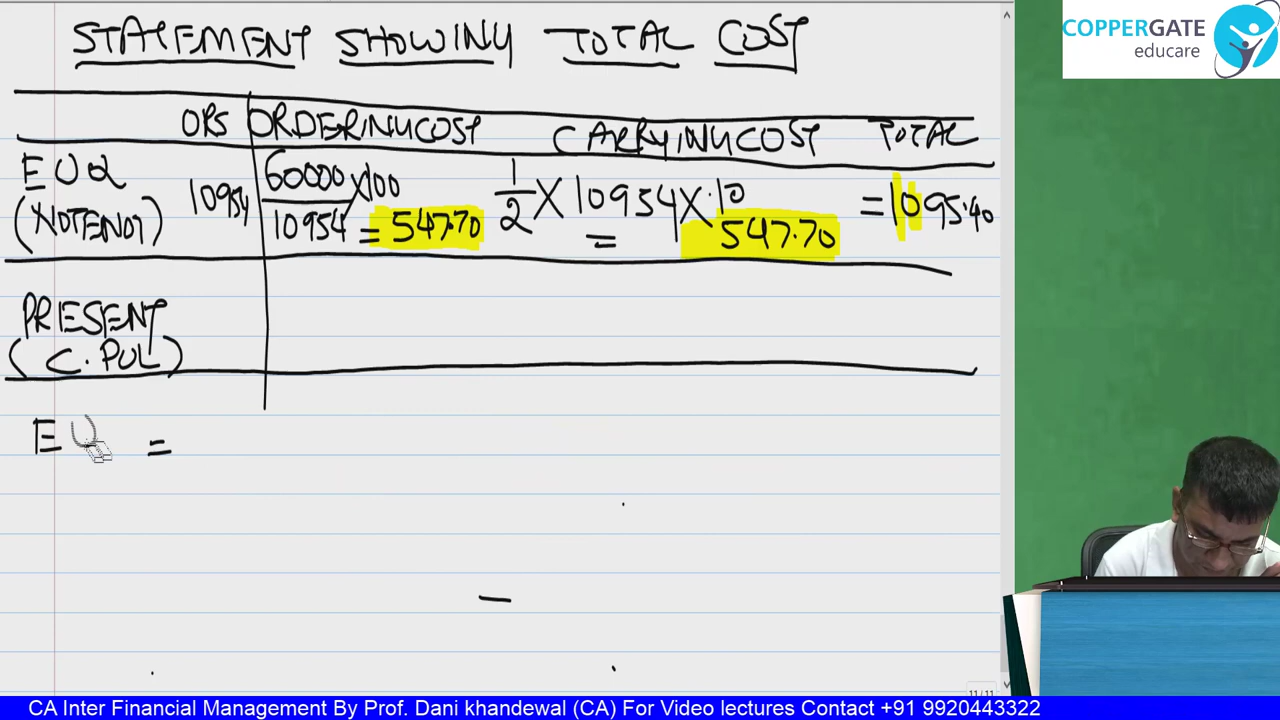 STATEMENT SHOWING TOTAL COST
COPPERGATE
educare
ORS ORDERING COST CARRYING COST TOTAL
EOQ (NOTE NO1) 10954 60000/10954 × 100 = 547.70 1/2 × 10954 × .10 = 547.70 = 1095.40
PRESENT
(C.POL)
E =
CA Inter Financial Management By Prof. Dani khandewal (CA) For Video lectures Contact +91 9920443322